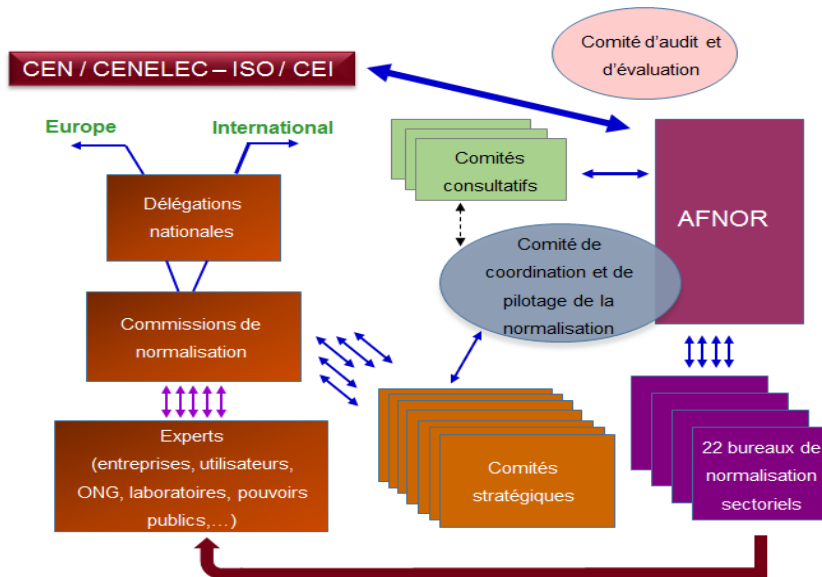 Comité d'audit et
d'évaluation
CEN / CENELEC – ISO / CEI
Europe
International
Comités
consultatifs
AFNOR
Délégations
nationales
Comité de
coordination et de
pilotage de la
normalisation
Commissions de
normalisation
Experts
(entreprises, utilisateurs,
ONG, laboratoires, pouvoirs
publics,…)
Comités
stratégiques
22 bureaux de
normalisation
sectoriels